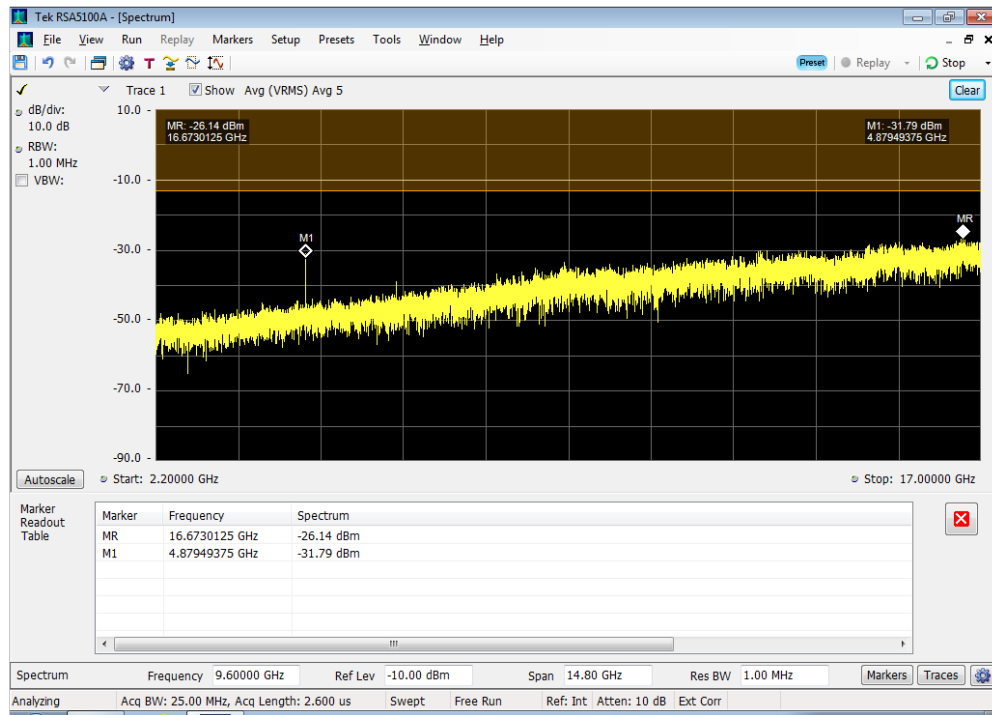 Tek RSA5100A - [Spectrum]
File View Run Replay Markers Setup Presets Tools Window Help
T Preset Replay Stop
Trace 1 Show Avg (VRMS) Avg 5 Clear
dB/div:
10.0 dB
RBW:
1.00 MHz
VBW:
10.0
-10.0
-30.0
-50.0
-70.0
-90.0
MR: -26.14 dBm
16.6730125 GHz
M1: -31.79 dBm
4.87949375 GHz
M1
MR
Autoscale
Start: 2.20000 GHz
Stop: 17.00000 GHz
Marker
Readout
Table
Marker Frequency Spectrum
MR 16.6730125 GHz -26.14 dBm
M1 4.87949375 GHz -31.79 dBm
Spectrum Frequency 9.60000 GHz Ref Lev -10.00 dBm Span 14.80 GHz Res BW 1.00 MHz Markers Traces
Analyzing Acq BW: 25.00 MHz, Acq Length: 2.600 us Swept Free Run Ref: Int Atten: 10 dB Ext Corr